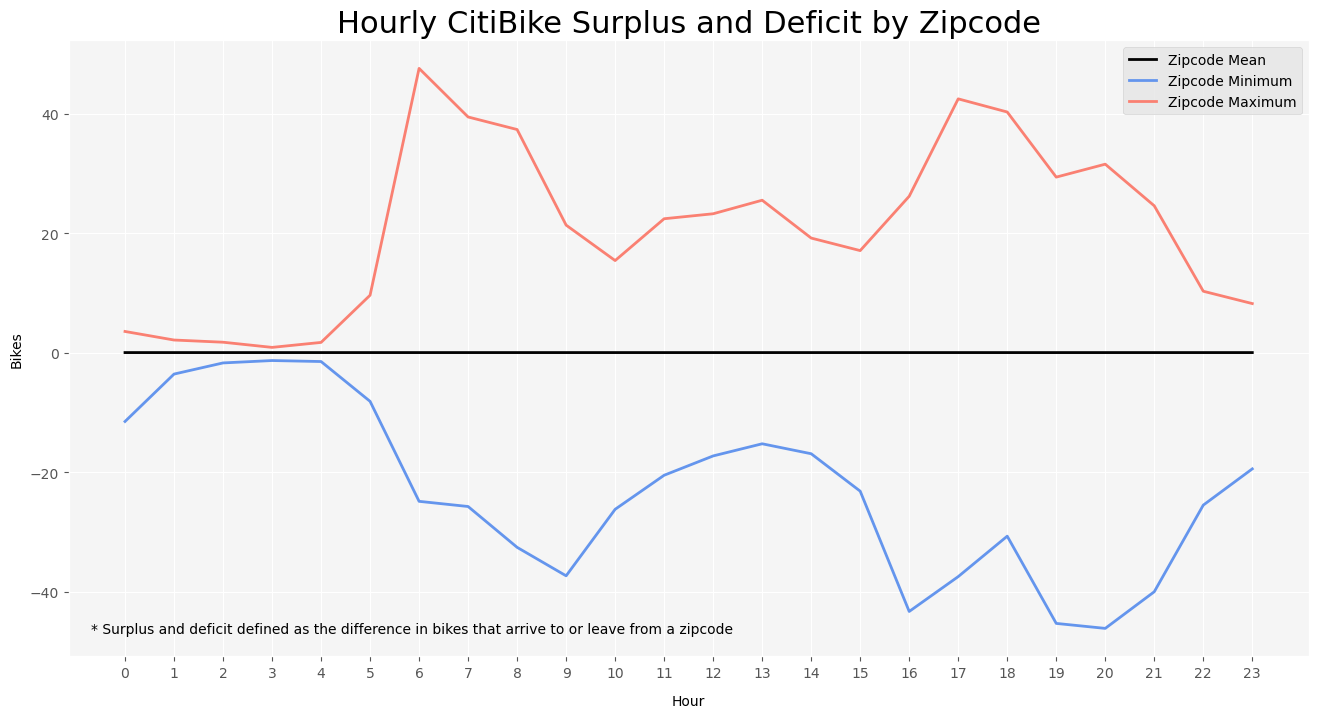 Hourly CitiBike Surplus and Deficit by Zipcode
Zipcode Mean
Zipcode Minimum
Zipcode Maximum
40
20
0
−20
−40
Bikes
* Surplus and deficit defined as the difference in bikes that arrive to or leave from a zipcode
0 1 2 3 4 5 6 7 8 9 10 11 12 13 14 15 16 17 18 19 20 21 22 23
Hour